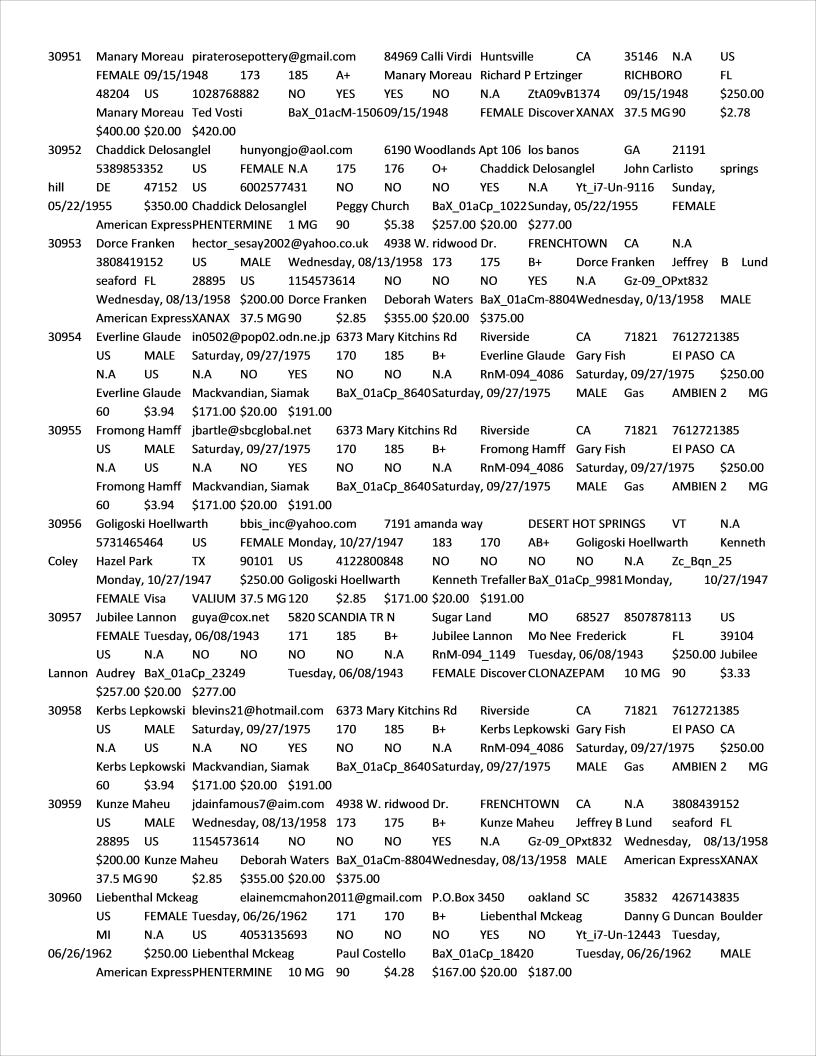 30951 Manary Moreau piraterosepottery@gmail.com 84969 Calli Virdi Huntsville CA 35146 N.A US
FEMALE 09/15/1948 173 185 A+ Manary Moreau Richard P Ertzinger RICHBORO FL
48204 US 1028768882 NO YES YES NO N.A ZtA09vB1374 09/15/1948 $250.00
Manary Moreau Ted Vosti BaX_01acM-150609/15/1948 FEMALE DiscoverXANAX 37.5 MG 90 $2.78
$400.00 $20.00 $420.00
30952 Chaddick Delosanglel hunyongjo@aol.com 6190 Woodlands Apt 106 los banos GA 21191
5389853352 US FEMALE N.A 175 176 O+ Chaddick Delosanglel John Carlisto springs
hill DE 47152 US 6002577431 NO NO NO YES N.A Yt_i7-Un-9116 Sunday,
05/22/1955 $350.00 Chaddick Delosanglel Peggy Church BaX_01aCp_1022Sunday, 05/22/1955 FEMALE
American ExpressPHENTERMINE 1 MG 90 $5.38 $257.00 $20.00 $277.00
30953 Dorce Franken hector_sesay2002@yahoo.co.uk 4938 W. ridwood Dr. FRENCHTOWN CA N.A
3808419152 US MALE Wednesday, 08/13/1958 173 175 B+ Dorce Franken Jeffrey B Lund
seaford FL 28895 US 1154573614 NO NO NO YES N.A Gz-09_OPxt832
Wednesday, 08/13/1958 $200.00 Dorce Franken Deborah Waters BaX_01aCm-8804Wednesday, 0/13/1958 MALE
American ExpressXANAX 37.5 MG 90 $2.85 $355.00 $20.00 $375.00
30954 Everline Glaude in0502@pop02.odn.ne.jp 6373 Mary Kitchins Rd Riverside CA 71821 7612721385
US MALE Saturday, 09/27/1975 170 185 B+ Everline Glaude Gary Fish EI PASO CA
N.A US N.A NO YES NO NO N.A RnM-094_4086 Saturday, 09/27/1975 $250.00
Everline Glaude Mackvandian, Siamak BaX_01aCp_8640Saturday, 09/27/1975 MALE Gas AMBIEN 2 MG
60 $3.94 $171.00 $20.00 $191.00
30955 Fromong Hamff jbartle@sbcglobal.net 6373 Mary Kitchins Rd Riverside CA 71821 7612721385
US MALE Saturday, 09/27/1975 170 185 B+ Fromong Hamff Gary Fish EI PASO CA
N.A US N.A NO YES NO NO N.A RnM-094_4086 Saturday, 09/27/1975 $250.00
Fromong Hamff Mackvandian, Siamak BaX_01aCp_8640Saturday, 09/27/1975 MALE Gas AMBIEN 2 MG
60 $3.94 $171.00 $20.00 $191.00
30956 Goligoski Hoellwarth bbis_inc@yahoo.com 7191 amanda way DESERT HOT SPRINGS VT N.A
5731465464 US FEMALE Monday, 10/27/1947 183 170 AB+ Goligoski Hoellwarth Kenneth
Coley Hazel Park TX 90101 US 4122800848 NO NO NO NO N.A Zc_Bqn_25
Monday, 10/27/1947 $250.00 Goligoski Hoellwarth Kenneth Trefaller BaX_01aCp_9981Monday, 10/27/1947
FEMALE Visa VALIUM 37.5 MG 120 $2.85 $171.00 $20.00 $191.00
30957 Jubilee Lannon guya@cox.net 5820 SCANDIA TR N Sugar Land MO 68527 8507878113 US
FEMALE Tuesday, 06/08/1943 171 185 B+ Jubilee Lannon Mo Nee Frederick FL 39104
US N.A NO NO NO NO N.A RnM-094_1149 Tuesday, 06/08/1943 $250.00 Jubilee
Lannon Audrey BaX_01aCp_23249 Tuesday, 06/08/1943 FEMALE Discover CLONAZEPAM 10 MG 90 $3.33
$257.00 $20.00 $277.00
30958 Kerbs Lepkowski blevins21@hotmail.com 6373 Mary Kitchins Rd Riverside CA 71821 7612721385
US MALE Saturday, 09/27/1975 170 185 B+ Kerbs Lepkowski Gary Fish EI PASO CA
N.A US N.A NO YES NO NO N.A RnM-094_4086 Saturday, 09/27/1975 $250.00
Kerbs Lepkowski Mackvandian, Siamak BaX_01aCp_8640Saturday, 09/27/1975 MALE Gas AMBIEN 2 MG
60 $3.94 $171.00 $20.00 $191.00
30959 Kunze Maheu jdainfamous7@aim.com 4938 W. ridwood Dr. FRENCHTOWN CA N.A 3808439152
US MALE Wednesday, 08/13/1958 173 175 B+ Kunze Maheu Jeffrey B Lund seaford FL
28895 US 1154573614 NO NO NO YES N.A Gz-09_OPxt832 Wednesday, 08/13/1958
$200.00 Kunze Maheu Deborah Waters BaX_01aCm-8804Wednesday, 08/13/1958 MALE American ExpressXANAX
37.5 MG 90 $2.85 $355.00 $20.00 $375.00
30960 Liebenthal Mckeag elainemcmahon2011@gmail.com P.O.Box 3450 oakland SC 35832 4267143835
US FEMALE Tuesday, 06/26/1962 171 170 B+ Liebenthal Mckeag Danny G Duncan Boulder
MI N.A US 4053135693 NO NO NO YES NO Yt_i7-Un-12443 Tuesday,
06/26/1962 $250.00 Liebenthal Mckeag Paul Costello BaX_01aCp_18420 Tuesday, 06/26/1962 MALE
American ExpressPHENTERMINE 10 MG 90 $4.28 $167.00 $20.00 $187.00